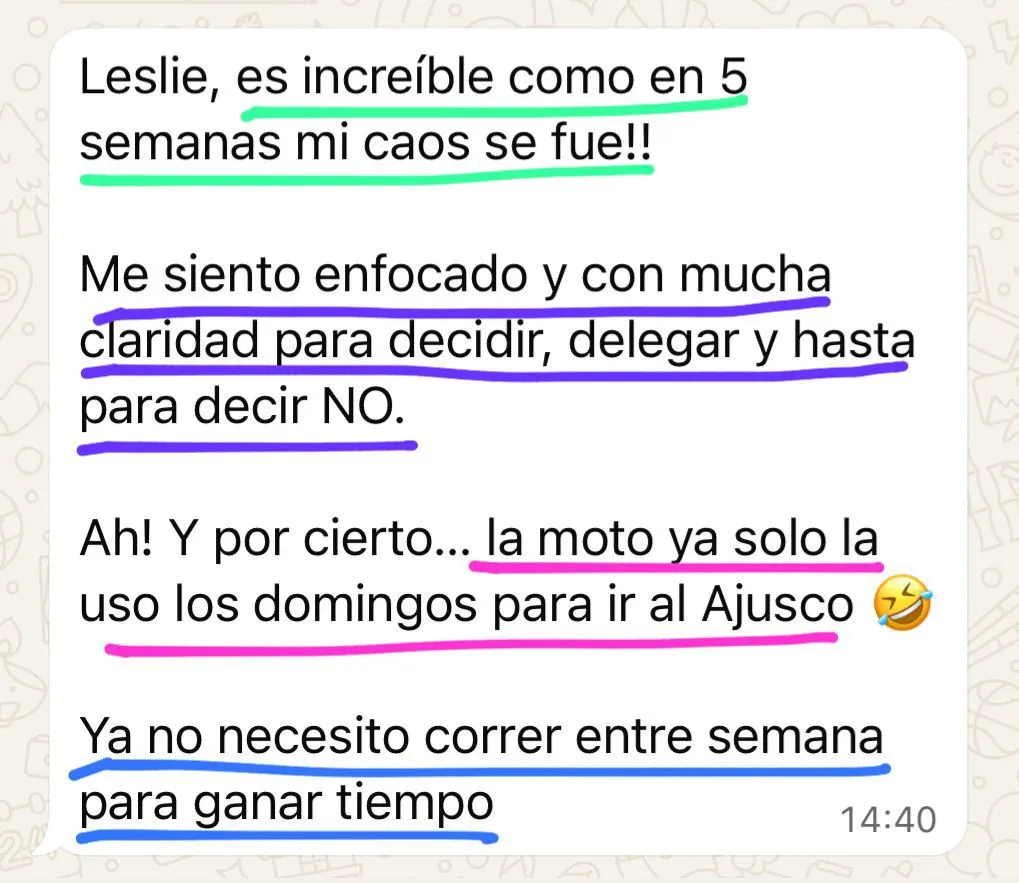 Leslie, es increíble como en 5
semanas mi caos se fue!!
Me siento enfocado y con mucha
claridad para decidir, delegar y hasta
para decir NO.
Ah! Y por cierto... la moto ya solo la
uso los domingos para ir al Ajusco 🤣
Ya no necesito correr entre semana
para ganar tiempo
14:40